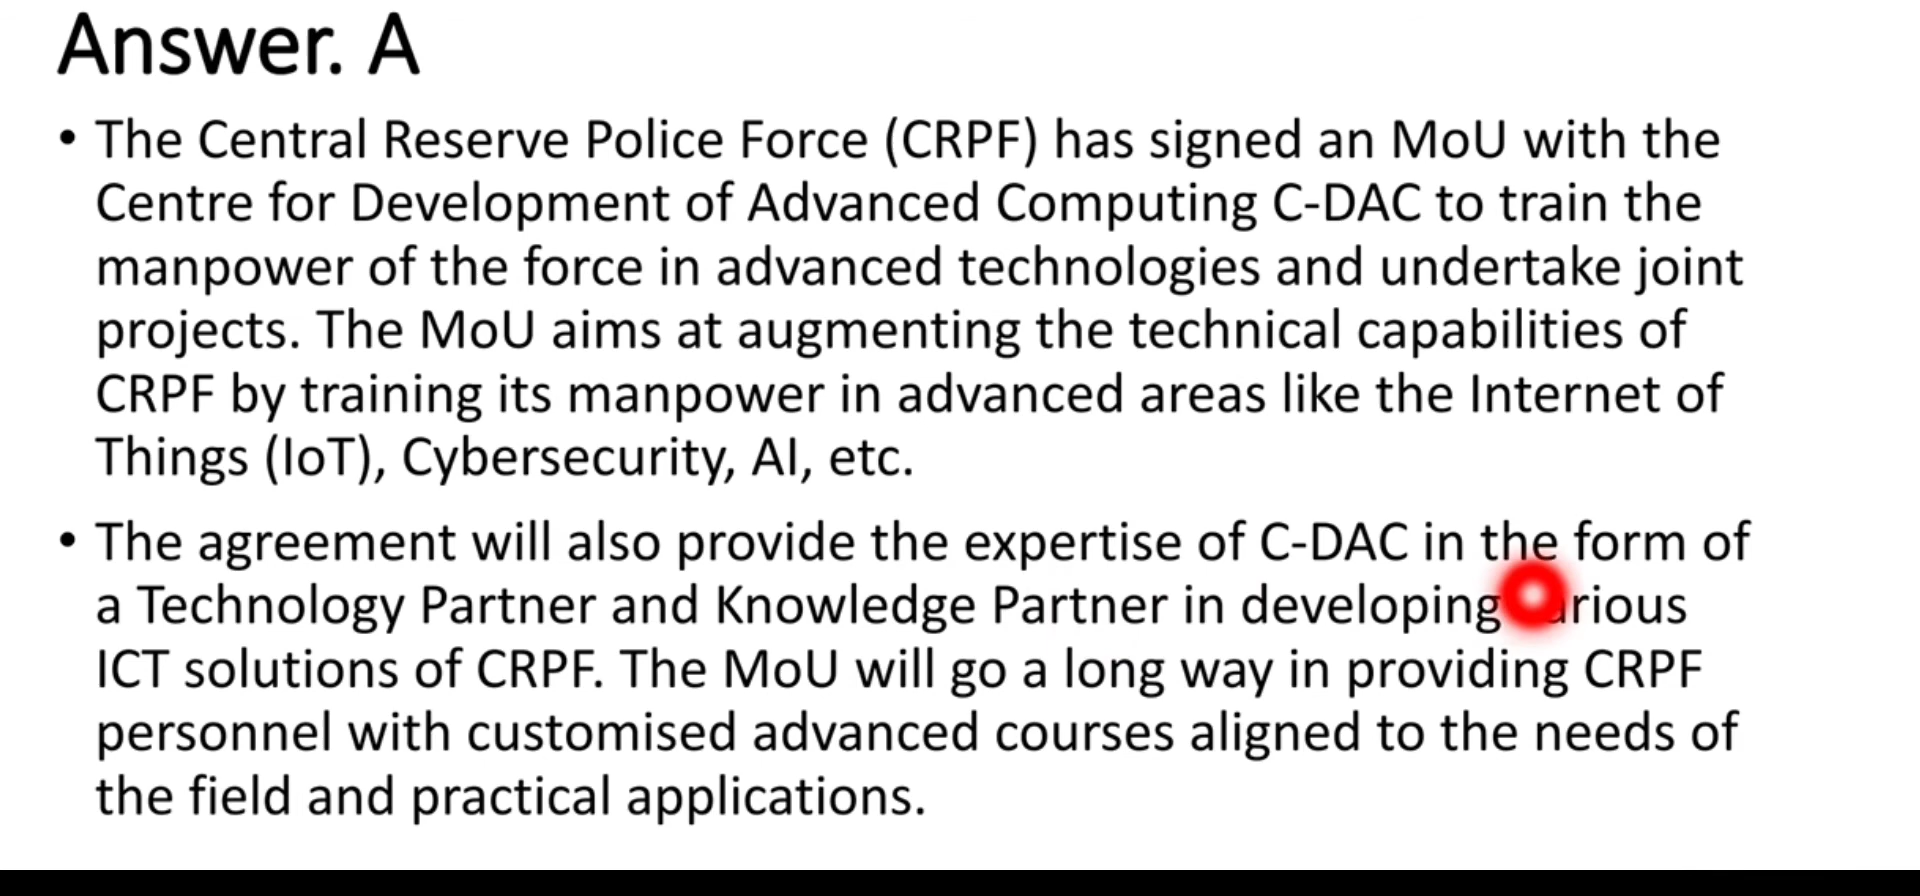 Answer. A
• The Central Reserve Police Force (CRPF) has signed an MoU with the
Centre for Development of Advanced Computing C-DAC to train the
manpower of the force in advanced technologies and undertake joint
projects. The MoU aims at augmenting the technical capabilities of
CRPF by training its manpower in advanced areas like the Internet of
Things (IoT), Cybersecurity, AI, etc.
• The agreement will also provide the expertise of C-DAC in the form of
a Technology Partner and Knowledge Partner in developing
ICT solutions of CRPF. The MoU will go a long way in providing CRPF
personnel with customised advanced courses aligned to the needs of
the field and practical applications.